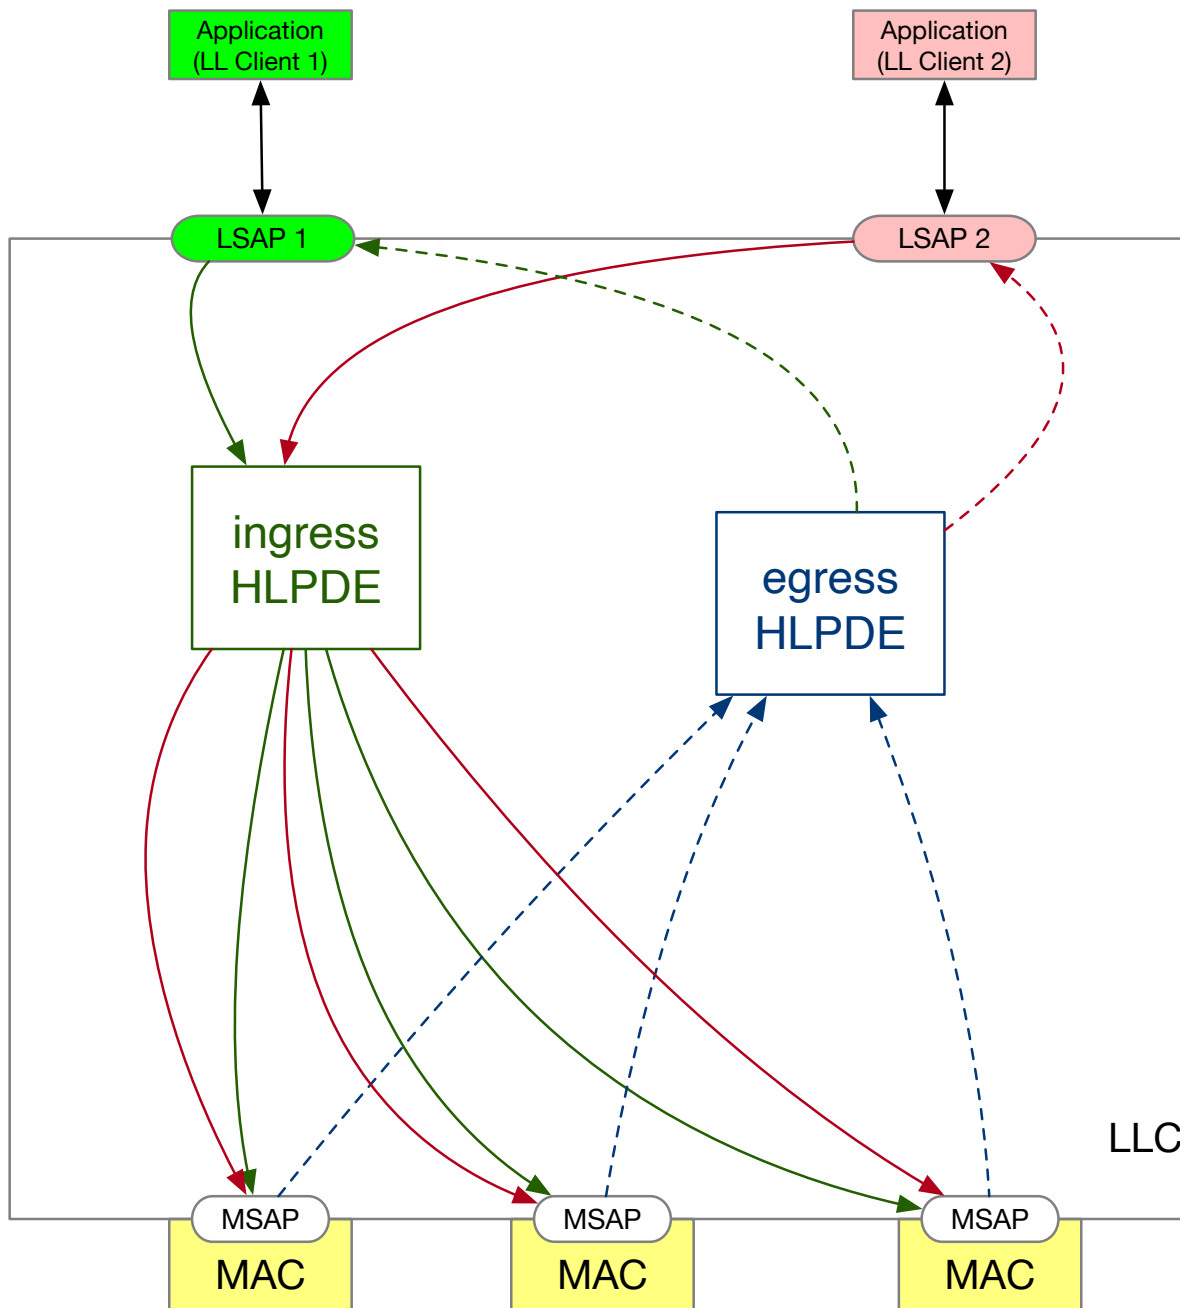 Application
(LL Client 1)
Application
(LL Client 2)
LSAP 1
LSAP 2
ingress
HLPDE
egress
HLPDE
LLC
MSAP
MSAP
MSAP
MAC
MAC
MAC